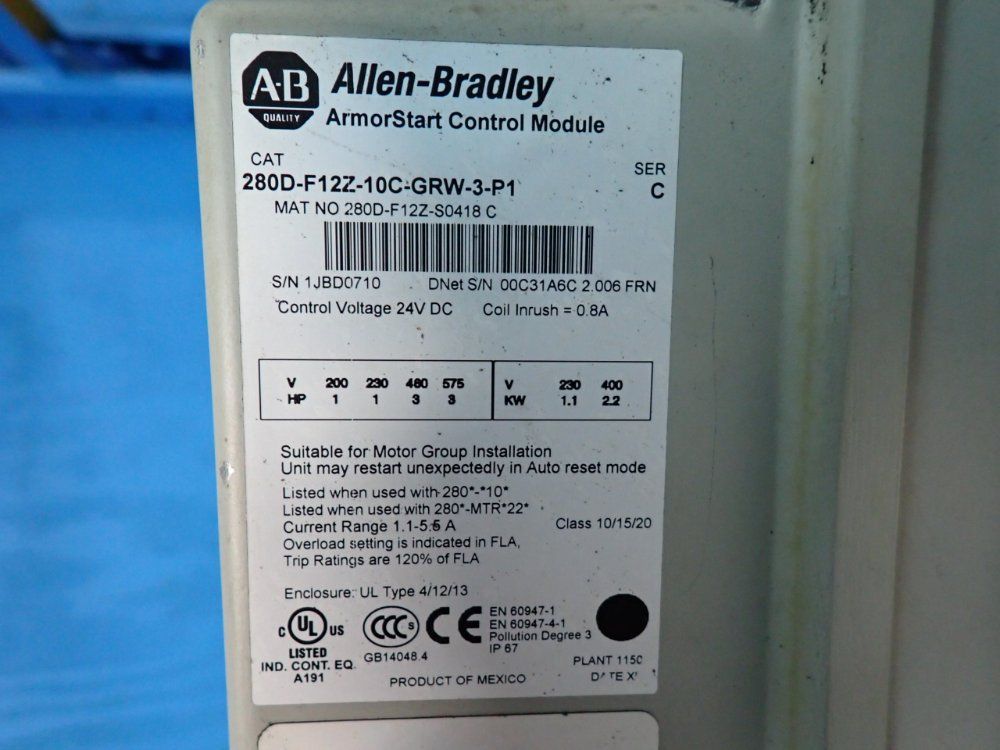 A-B
QUALITY
Allen-Bradley
ArmorStart Control Module
CAT
280D-F12Z-10C-GRW-3-P1
SER
C
MAT NO 280D-F12Z-S0418 C
S/N 1JBD0710 DNet S/N 00C31A6C 2.006 FRN
Control Voltage 24V DC Coil Inrush = 0.8A
V 200 230 460 575
HP 1 1 3 3
V 230 400
KW 1.1 2.2
Suitable for Motor Group Installation
Unit may restart unexpectedly in Auto reset mode
Listed when used with 280*-*10*
Listed when used with 280*-MTR*22*
Current Range 1.1-5.5 A Class 10/15/20
Overload setting is indicated in FLA,
Trip Ratings are 120% of FLA
Enclosure: UL Type 4/12/13
c UL US
LISTED
IND. CONT. EQ.
A191
CCC S
GB14048.4
CE
EN 60947-1
EN 60947-4-1
Pollution Degree 3
IP 67
PLANT 1150
PRODUCT OF MEXICO